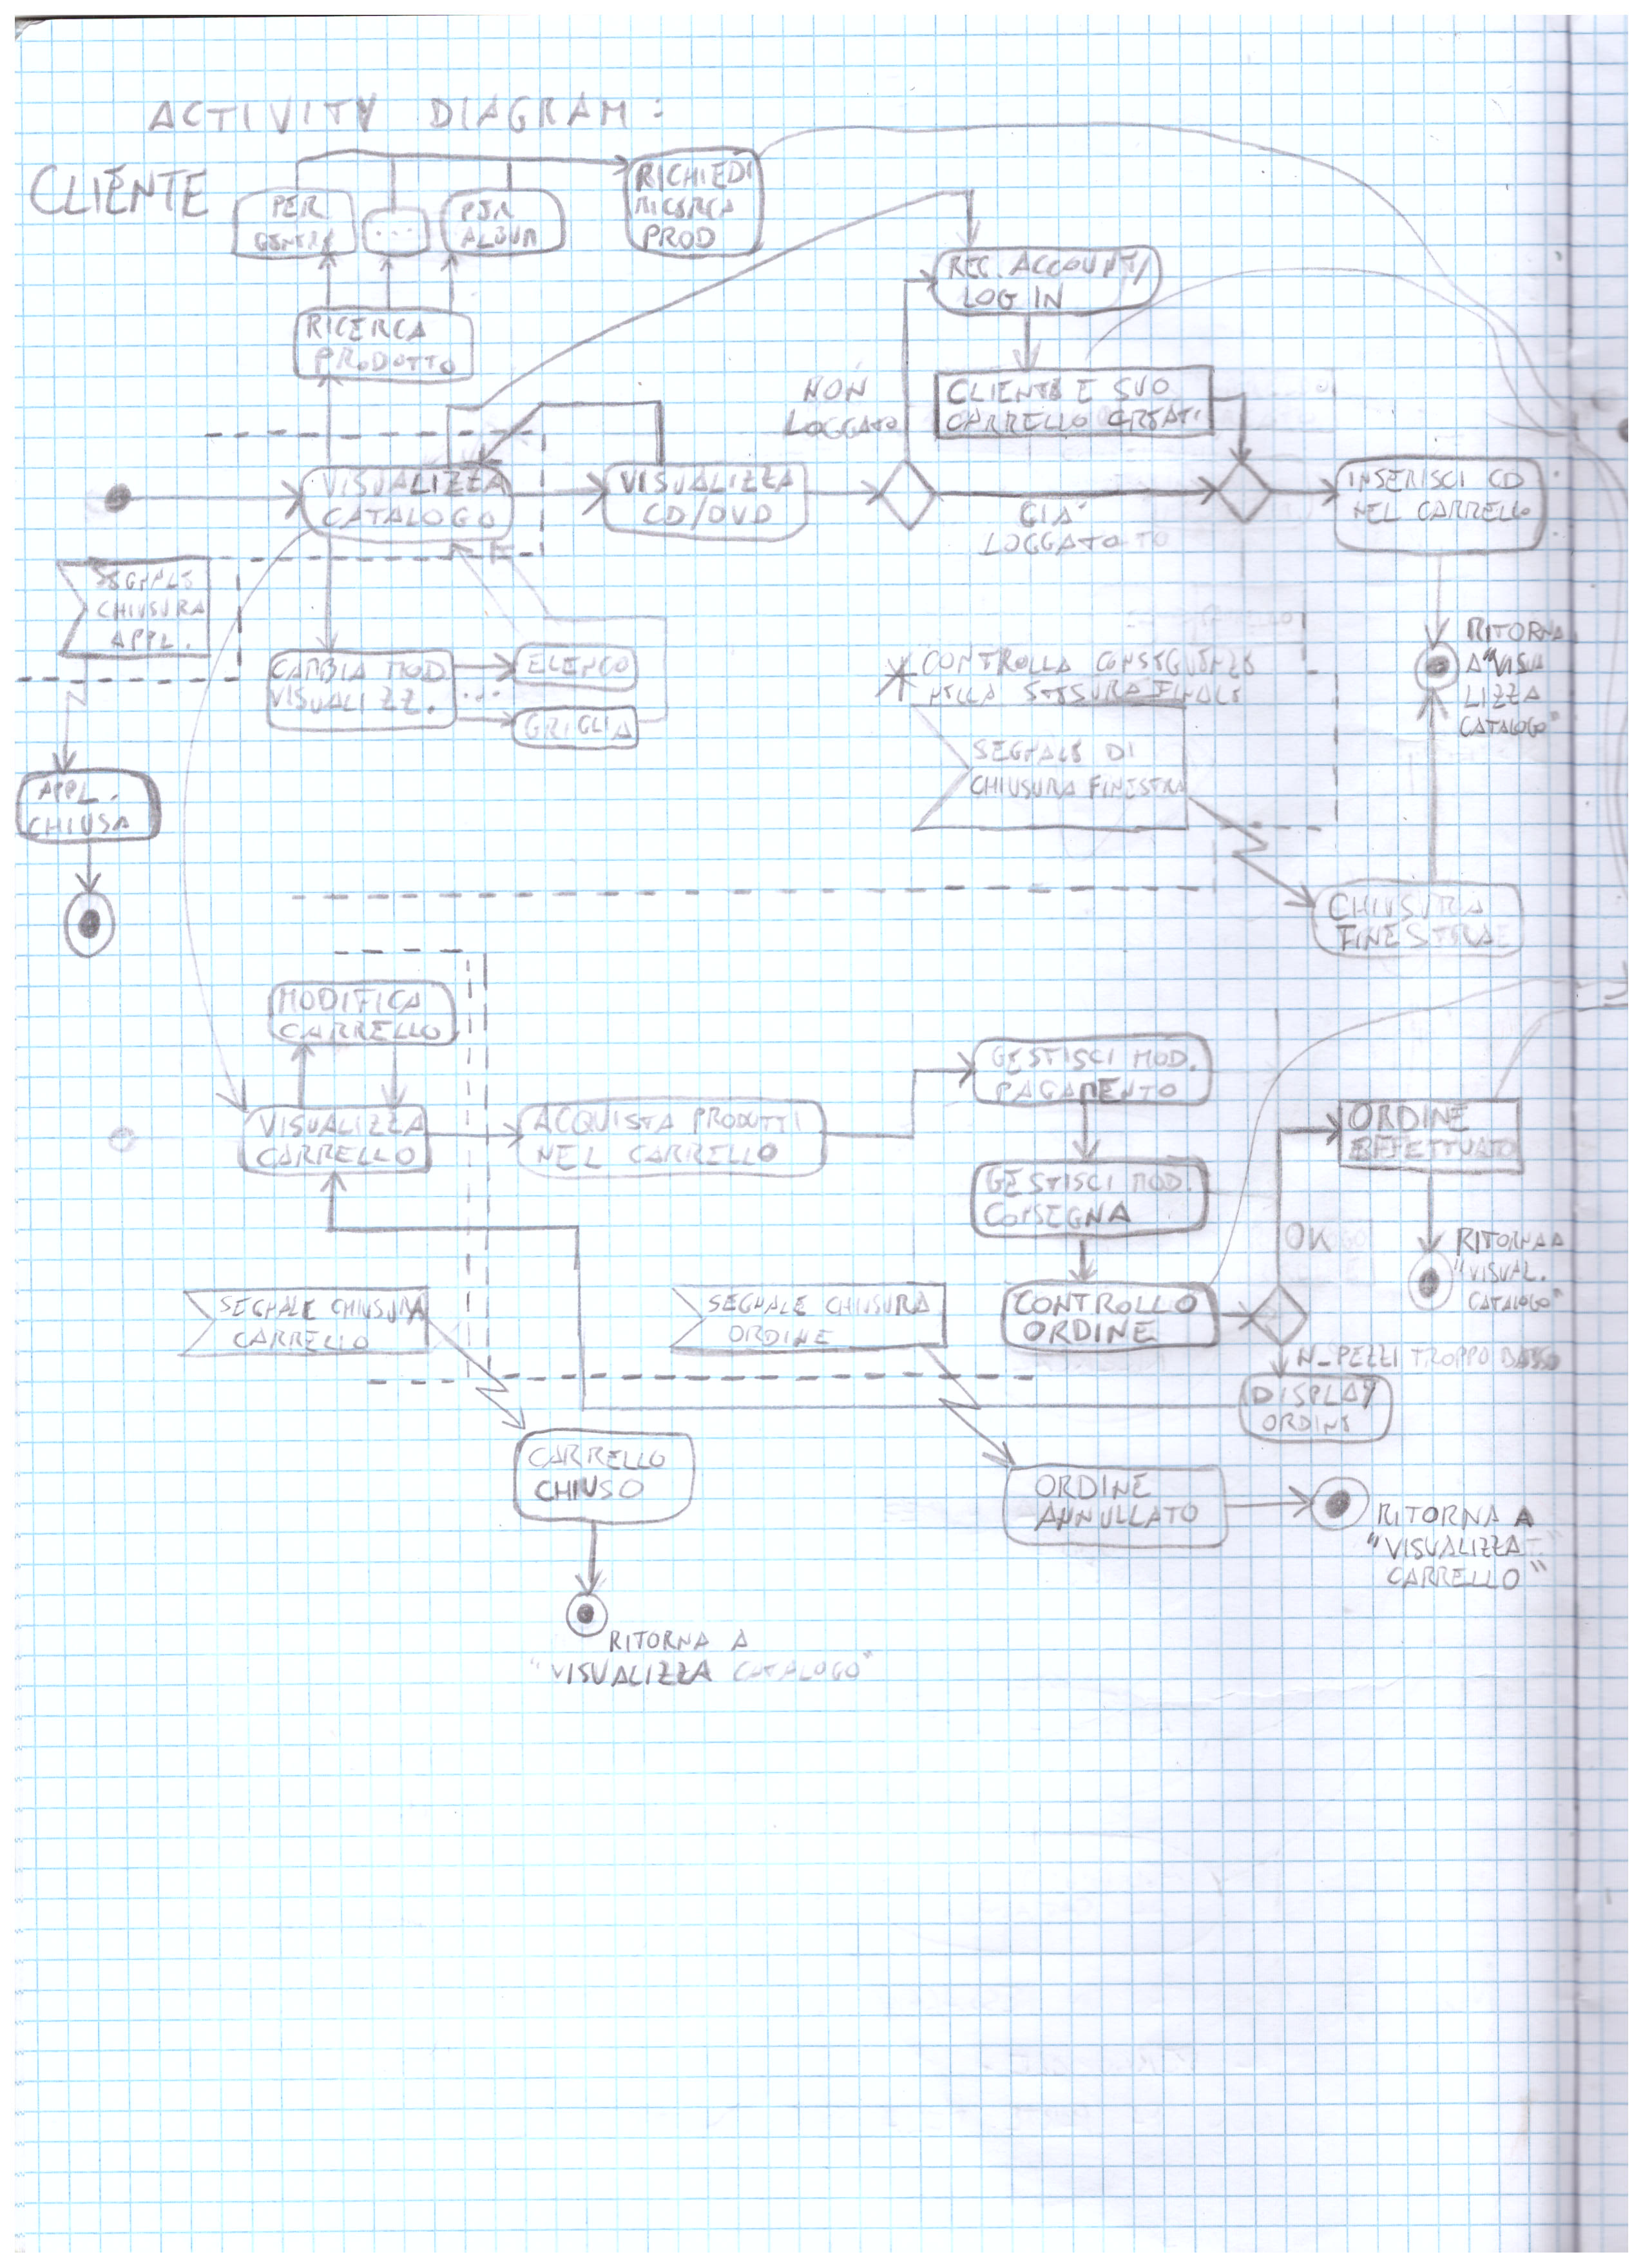 ACTIVITY DIAGRAM:
CLIENTE
PER
GENERE
...
PER
ALBUM
RICHIEDI
RICERCA
PROD
RICERCA
PRODOTTO
REG. ACCOUNT/
LOG IN
NON
LOGGATO
CLIENTE E SUO
CARRELLO CREATI
VISUALIZZA
CATALOGO
VISUALIZZA
CD/DVD
GIA'
LOGGATO
INSERISCI CD
NEL CARRELLO
SEGNALE
CHIUSURA
APPL.
CAMBIA MOD.
VISUALIZZ.
ELENCO
...
GRIGLIA
* CONTROLLA CONSEGUENZE
NELLA STESURA FINALE
RITORNA
A "VISUA
LIZZA
CATALOGO"
SEGNALE DI
CHIUSURA FINESTRA
APPL.
CHIUSA
CHIUSURA
FINESTRA
MODIFICA
CARRELLO
VISUALIZZA
CARRELLO
ACQUISTA PRODOTTI
NEL CARRELLO
GESTISCI MOD.
PAGAMENTO
ORDINE
EFFETTUATO
GESTISCI MOD.
CONSEGNA
OK
RITORNA A
"VISUAL.
CATALOGO"
SEGNALE CHIUSURA
CARRELLO
SEGNALE CHIUSURA
ORDINE
CONTROLLO
ORDINE
N_PEZZI TROPPO BASSO
DISPLAY
ORDINE
CARRELLO
CHIUSO
ORDINE
ANNULLATO
RITORNA A
"VISUALIZZA
CARRELLO"
RITORNA A
"VISUALIZZA CATALOGO"